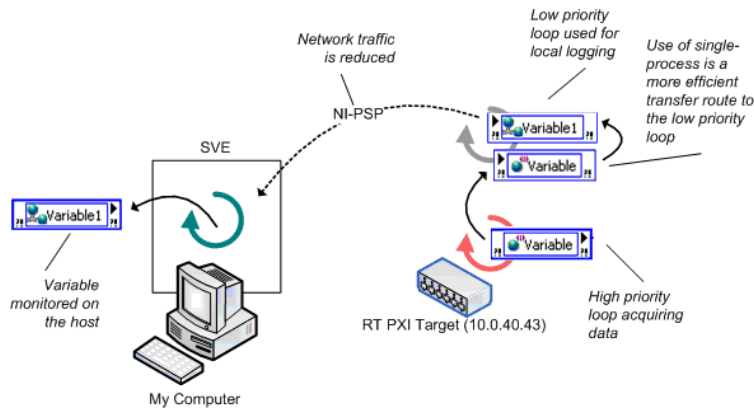 Low priority
loop used for
local logging
Use of single-
process is a
more efficient
transfer route to
the low priority
loop
Network traffic
is reduced
NI-PSP
Variable1
Variable
SVE
Variable1
Variable
Variable
monitored on
the host
High priority
loop acquiring
data
RT PXI Target (10.0.40.43)
My Computer